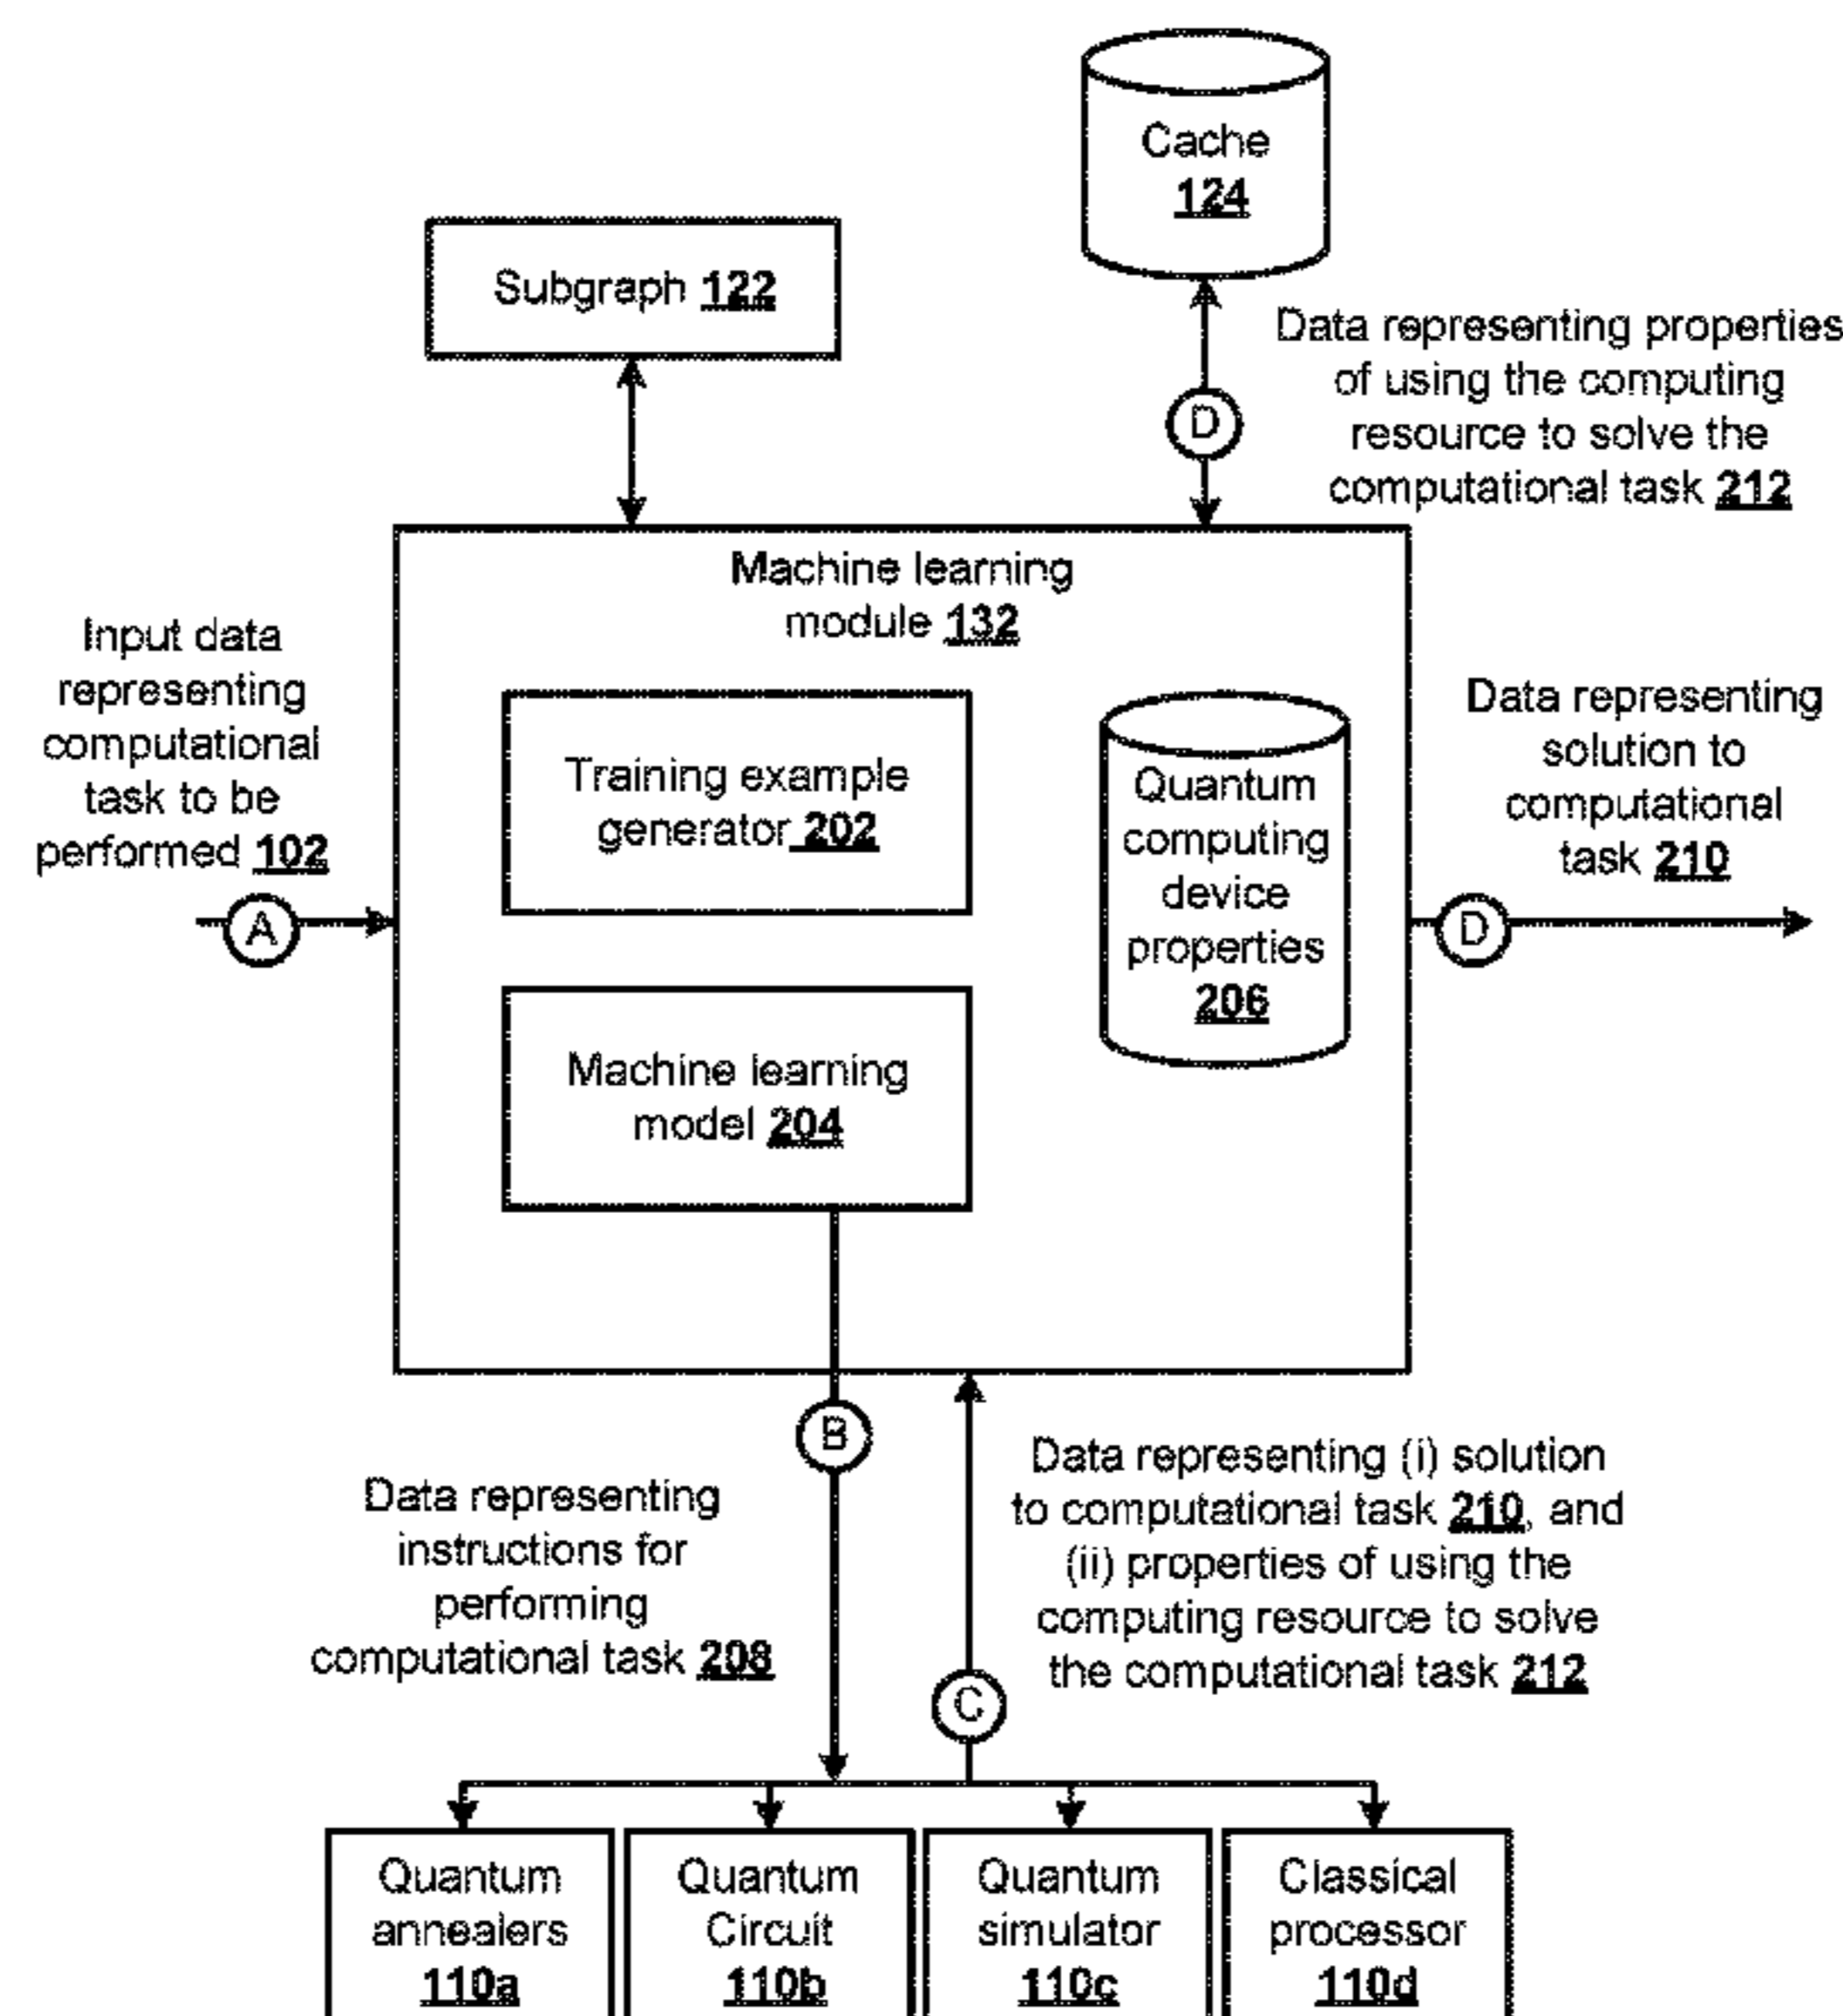 Cache
124
Subgraph 122
Data representing properties
of using the computing
resource to solve the
computational task 212
D
Machine learning
module 132
Input data
representing
computational
task to be
performed 102
A
Training example
generator 202
Quantum
computing
device
properties
206
Data representing
solution to
computational
task 210
D
Machine learning
model 204
B
Data representing
instructions for
performing
computational task 208
Data representing (i) solution
to computational task 210, and
(ii) properties of using the
computing resource to solve
the computational task 212
C
Quantum
annealers
110a
Quantum
Circuit
110b
Quantum
simulator
110c
Classical
processor
110d